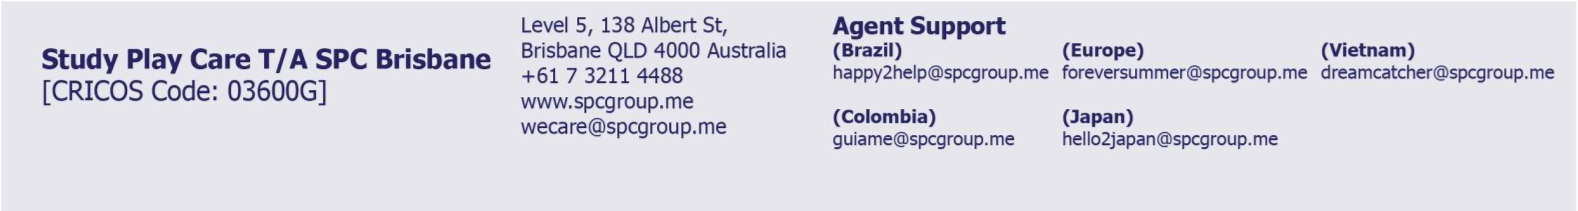 Study Play Care T/A SPC Brisbane
[CRICOS Code: 03600G]
Level 5, 138 Albert St,
Brisbane QLD 4000 Australia
+61 7 3211 4488
www.spcgroup.me
wecare@spcgroup.me
Agent Support
(Brazil)
happy2help@spcgroup.me
(Europe)
foreversummer@spcgroup.me
(Vietnam)
dreamcatcher@spcgroup.me
(Colombia)
guiame@spcgroup.me
(Japan)
hello2japan@spcgroup.me